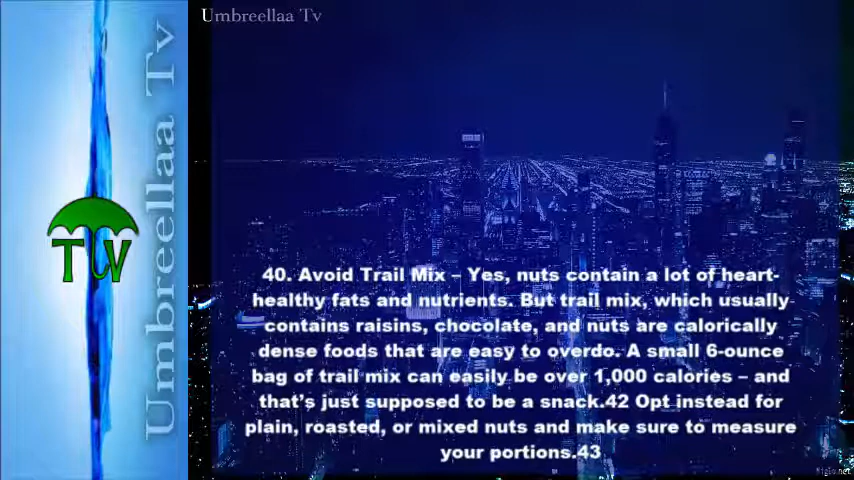 Umbreellaa Tv
Umbreellaa Tv
TV
40. Avoid Trail Mix – Yes, nuts contain a lot of heart-
healthy fats and nutrients. But trail mix, which usually
contains raisins, chocolate, and nuts are calorically
dense foods that are easy to overdo. A small 6-ounce
bag of trail mix can easily be over 1,000 calories – and
that's just supposed to be a snack.42 Opt instead for
plain, roasted, or mixed nuts and make sure to measure
your portions.43